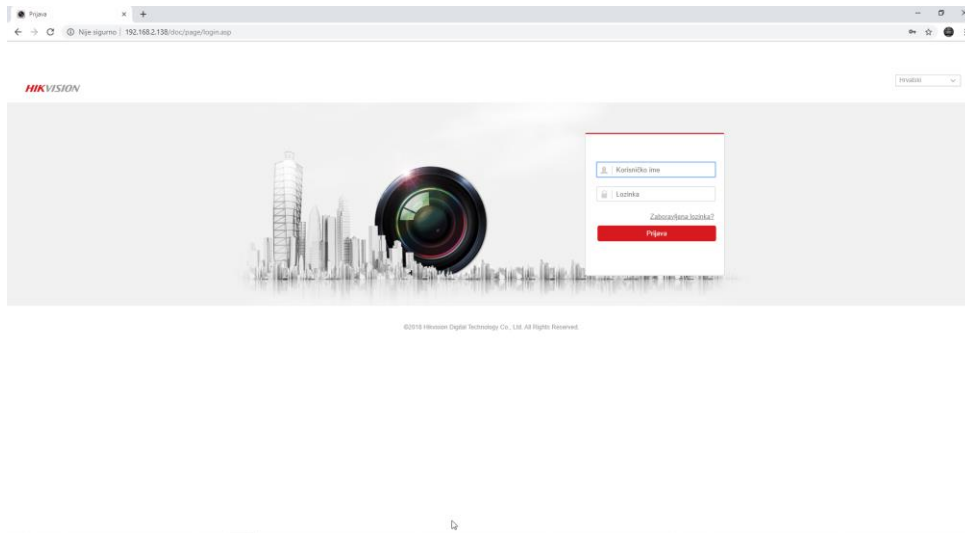 Prijava
Nije sigurno | 192.168.2.138/doc/page/login.asp
HIKVISION
Hrvatski
Korisničko ime
Lozinka
Zaboravljena lozinka?
Prijava
©2018 Hikvision Digital Technology Co., Ltd. All Rights Reserved.